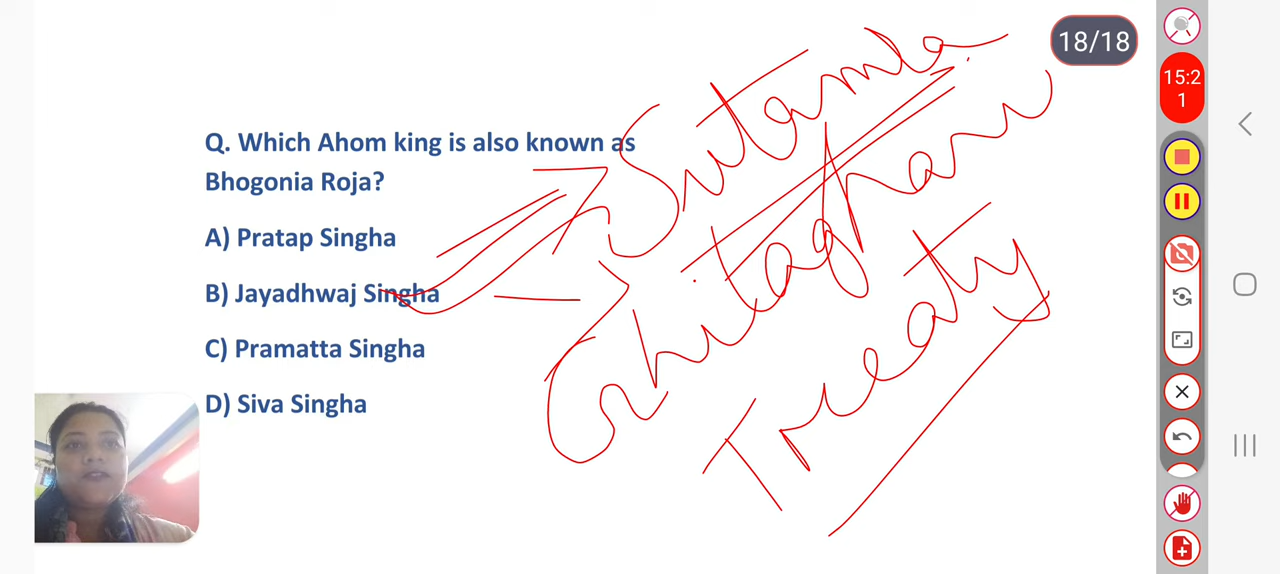 18/18
15:2
1
Q. Which Ahom king is also known as
Bhogonia Roja?
A) Pratap Singha
B) Jayadhwaj Singha
C) Pramatta Singha
D) Siva Singha
Sutamla
Treaty